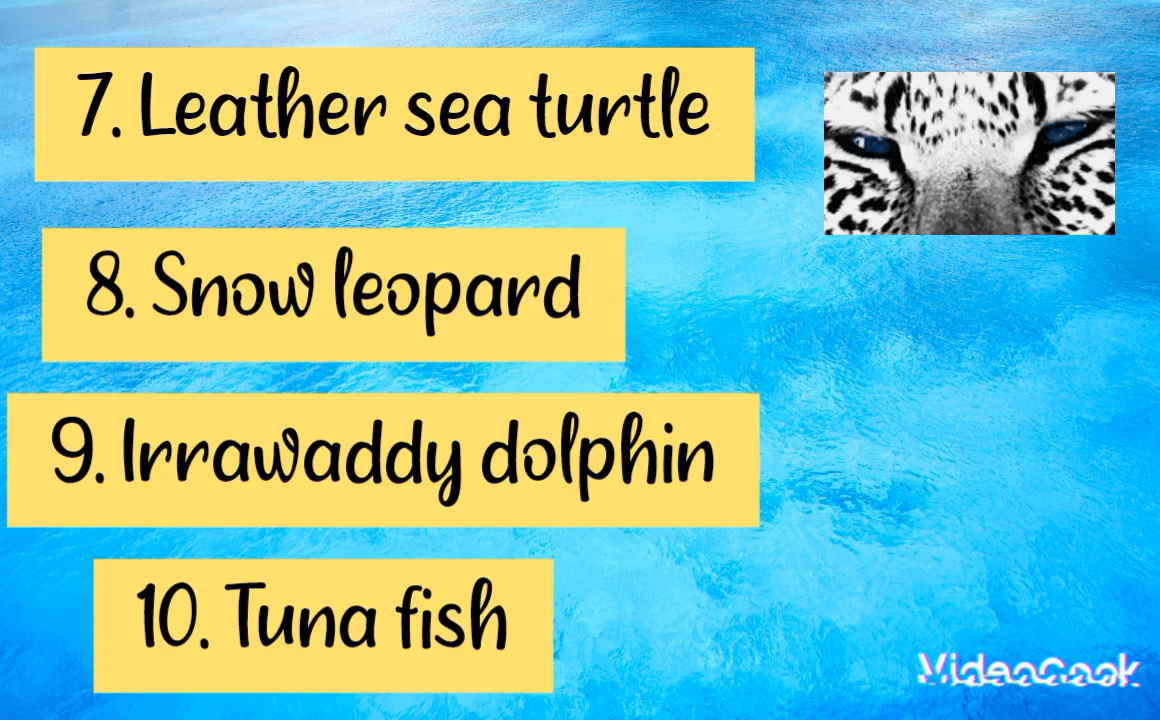 7. Leather sea turtle
8. Snow leopard
9. Irrawaddy dolphin
10. Tuna fish
VideoCook